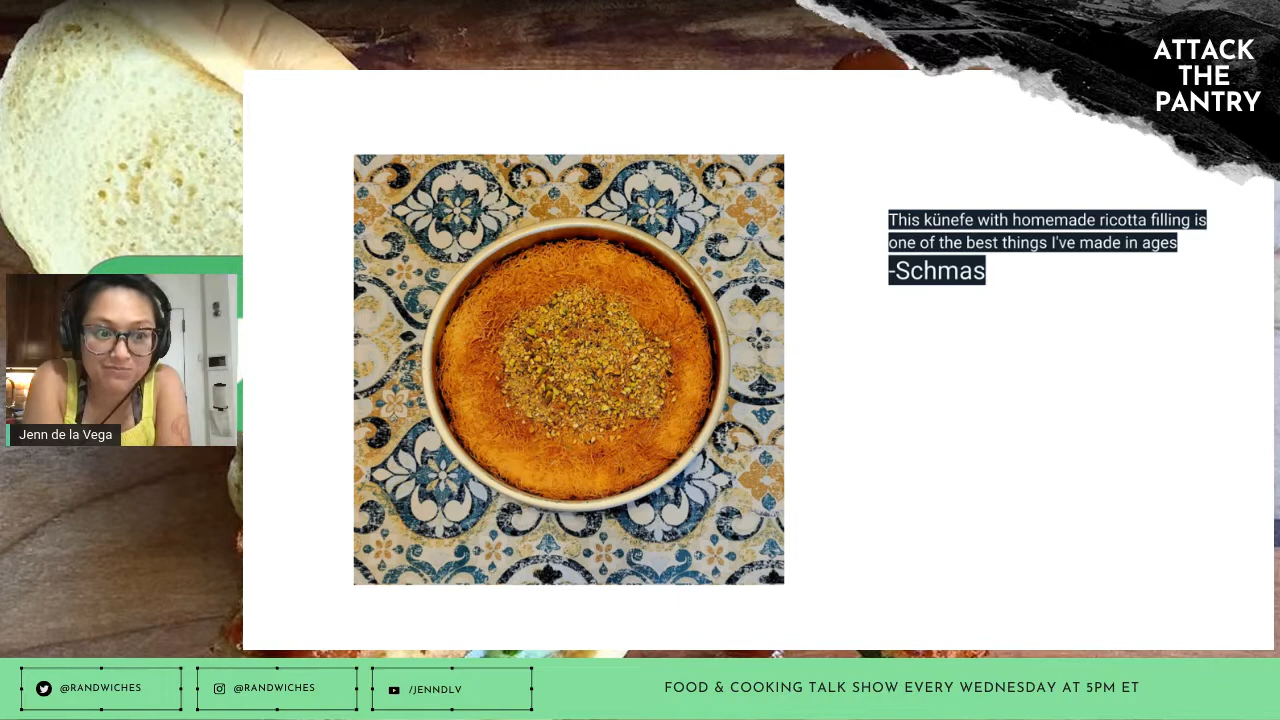 ATTACK
THE
PANTRY
This künefe with homemade ricotta filling is
one of the best things I've made in ages
-Schmas
Jenn de la Vega
@RANDWICHES
@RANDWICHES
/JENNDLV
FOOD & COOKING TALK SHOW EVERY WEDNESDAY AT 5PM ET